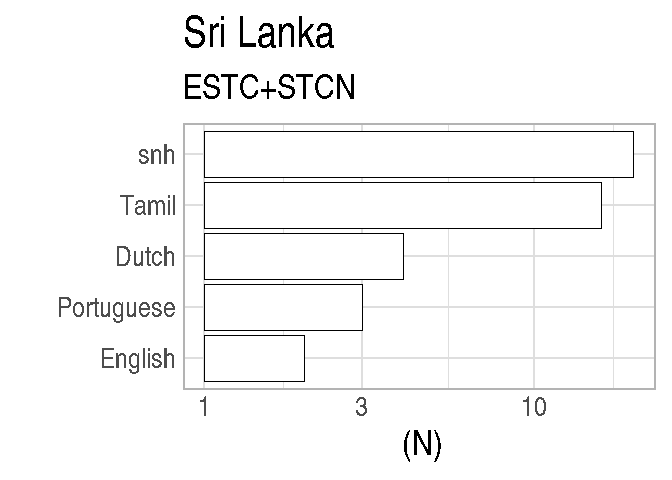 Sri Lanka
ESTC+STCN
snh
Tamil
Dutch
Portuguese
English
1 3 10
(N)